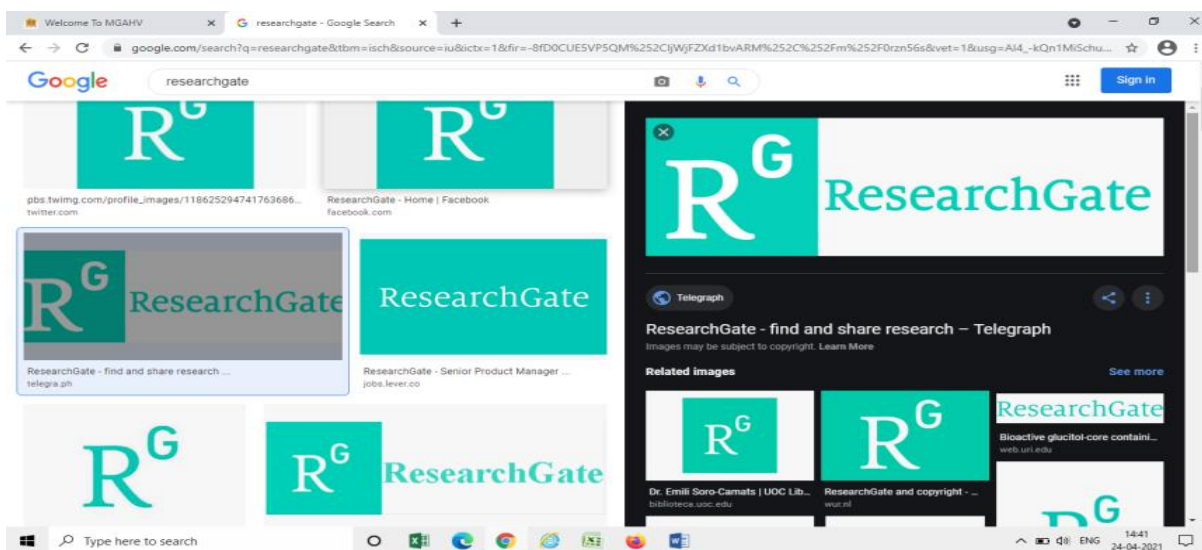 Welcome To MGAHV
researchgate - Google Search
google.com/search?q=researchgate&tbm=isch&source=iu&ictx=1&fir=-8fD0CUE5VP5QM%252CljWjFZXd1bvARM%252C%252Fm%252F0rzn56s&vet=1&usg=AI4_-kQn1MiSchu...
Google
researchgate
Sign in
RG
RG
pbs.twimg.com/profile_images/118625294741763686...
twitter.com
ResearchGate - Home | Facebook
facebook.com
RG ResearchGate
ResearchGate
ResearchGate - find and share research ...
telegra.ph
ResearchGate - Senior Product Manager ...
jobs.lever.co
RG
RG ResearchGate
RG ResearchGate
Telegraph
ResearchGate - find and share research – Telegraph
Images may be subject to copyright. Learn More
Related images
See more
RG
RG
ResearchGate
Dr. Emili Soro-Camats | UOC Lib...
biblioteca.uoc.edu
ResearchGate and copyright - ...
wur.nl
Bioactive glucitol-core containi...
web.uri.edu
G
Type here to search
ENG
14:41
24-04-2021